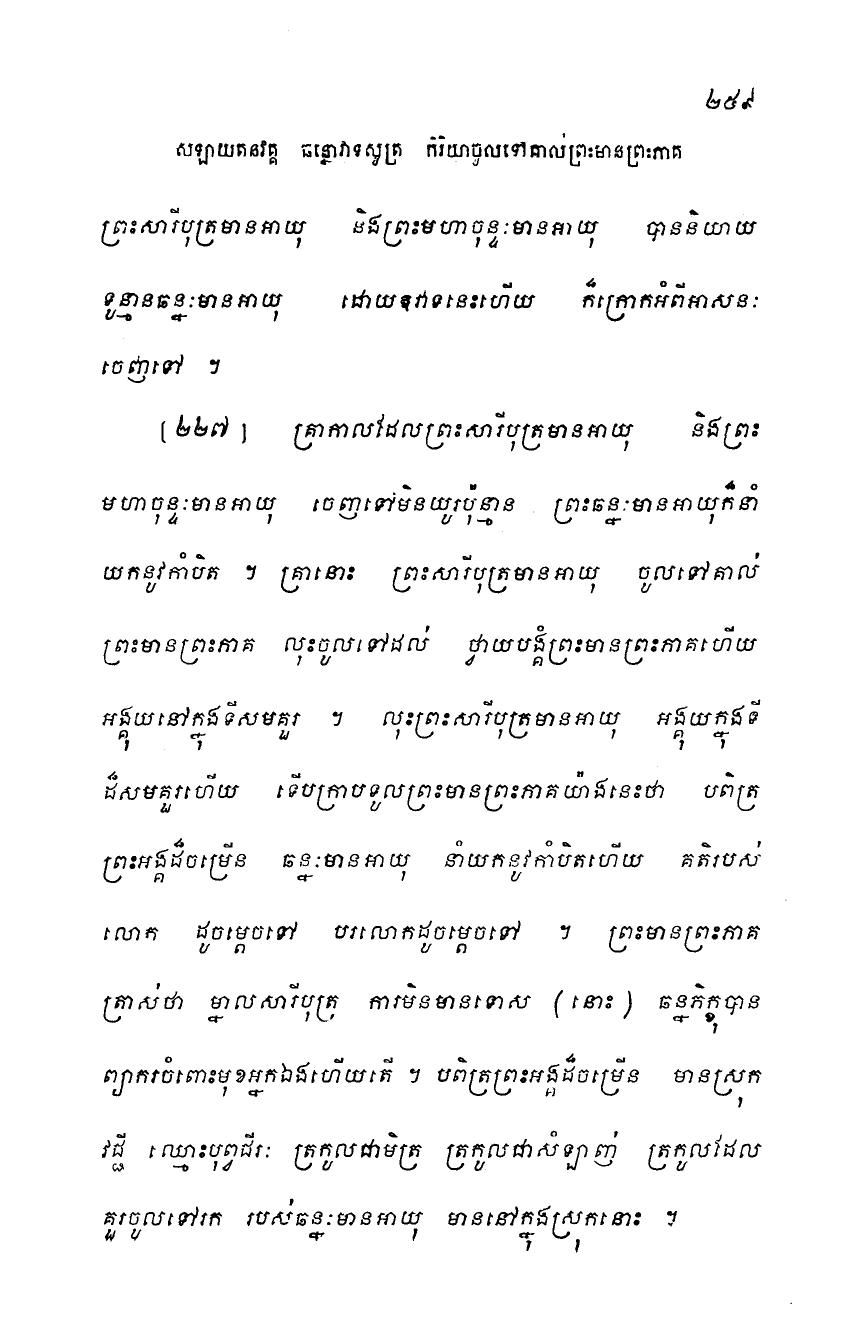 ២៥៩
សឡាយតនវគ្គ ឆន្នោវាទសូត្រ កិរិយាចូលទៅគាល់ព្រះមានព្រះភាគ
ព្រះសារីបុត្រមានអាយុ និងព្រះមហាចុន្ទៈមានអាយុ បាននិយាយ
ទូន្មានឆន្នៈមានអាយុ ដោយឱវាទនេះហើយ ក៏ក្រោកអំពីអាសនៈ
ចេញទៅ ។
[២២៧] គ្រាកាលដែលព្រះសារីបុត្រមានអាយុ និងព្រះ
មហាចុន្ទៈមានអាយុ ចេញទៅមិនយូរប៉ុន្មាន ព្រះឆន្នៈមានអាយុក៏នាំ
យកនូវកាំបិត ។ គ្រានោះ ព្រះសារីបុត្រមានអាយុ ចូលទៅគាល់
ព្រះមានព្រះភាគ លុះចូលទៅដល់ ថ្វាយបង្គំព្រះមានព្រះភាគហើយ
អង្គុយនៅក្នុងទីសមគួរ ។ លុះព្រះសារីបុត្រមានអាយុ អង្គុយក្នុងទី
ដ៏សមគួរហើយ ទើបក្រាបទូលព្រះមានព្រះភាគយ៉ាងនេះថា បពិត្រ
ព្រះអង្គដ៏ចម្រើន ឆន្នៈមានអាយុ នាំយកនូវកាំបិតហើយ គតិរបស់
លោក ដូចម្តេចទៅ បរលោកដូចម្តេចទៅ ។ ព្រះមានព្រះភាគ
ត្រាស់ថា ម្នាលសារីបុត្រ ការមិនមានទោស (នោះ) ឆន្នភិក្ខុបាន
ព្យាករចំពោះមុខអ្នកឯងហើយតើ ។ បពិត្រព្រះអង្គដ៏ចម្រើន មានស្រុក
វជ្ជី ឈ្មោះបុព្វជីរៈ ត្រកូលជាមិត្រ ត្រកូលជាសំឡាញ់ ត្រកូលដែល
គួរចូលទៅរក របស់ឆន្នៈមានអាយុ មាននៅក្នុងស្រុកនោះ ។